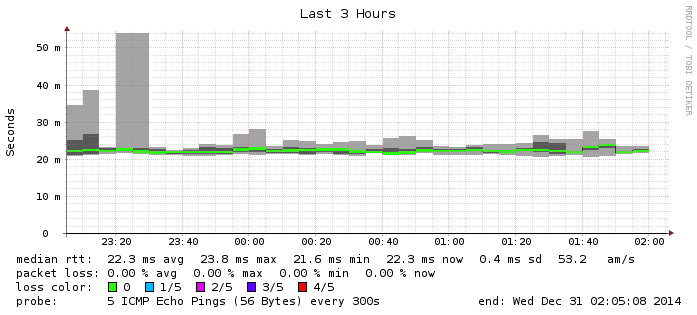 Last 3 Hours
RRDTOOL / TOBI OETIKER
Seconds
50 m
40 m
30 m
20 m
10 m
0
23:20 23:40 00:00 00:20 00:40 01:00 01:20 01:40 02:00
median rtt: 22.3 ms avg 23.8 ms max 21.6 ms min 22.3 ms now 0.4 ms sd 53.2 am/s
packet loss: 0.00 % avg 0.00 % max 0.00 % min 0.00 % now
loss color: 0 1/5 2/5 3/5 4/5
probe: 5 ICMP Echo Pings (56 Bytes) every 300s end: Wed Dec 31 02:05:08 2014